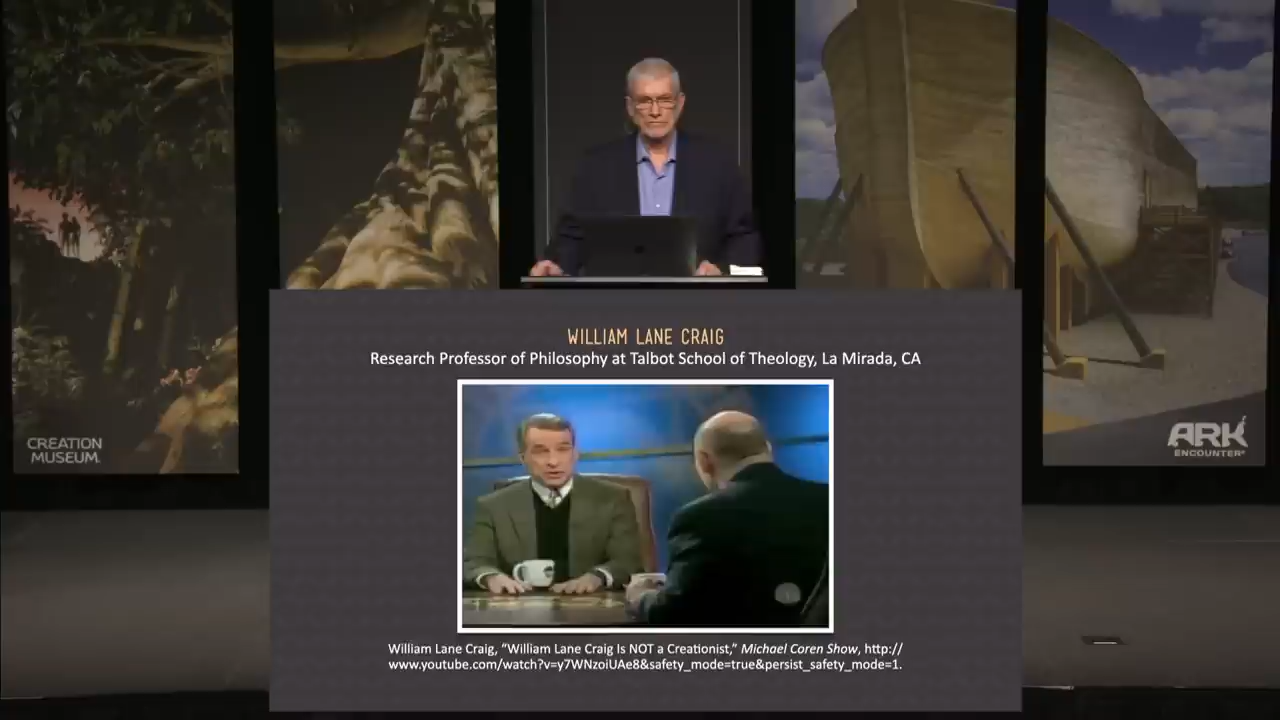 CREATION
MUSEUM
ARK
ENCOUNTER
WILLIAM LANE CRAIG
Research Professor of Philosophy at Talbot School of Theology, La Mirada, CA
William Lane Craig, “William Lane Craig Is NOT a Creationist,” Michael Coren Show, http://
www.youtube.com/watch?v=y7WNzoiUAe8&safety_mode=true&persist_safety_mode=1.